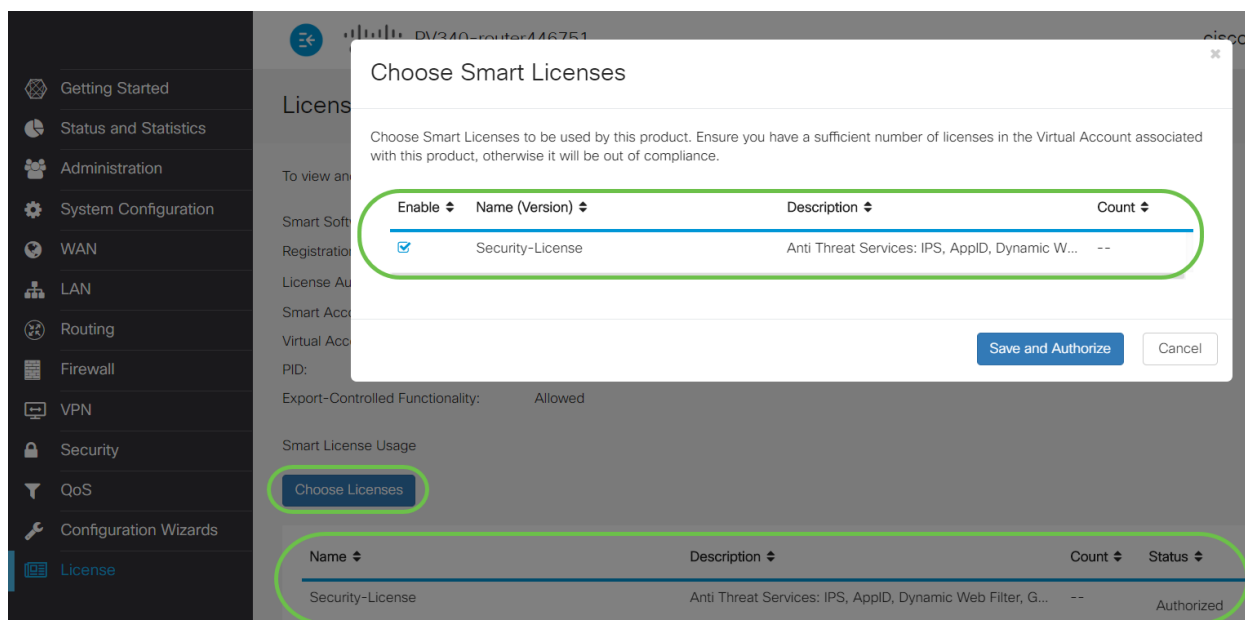 RV340-router446751
cisco
Getting Started
Status and Statistics
Administration
System Configuration
WAN
LAN
Routing
Firewall
VPN
Security
QoS
Configuration Wizards
License
Licens
To view an
Smart Soft
Registration
License Au
Smart Acco
Virtual Acco
PID:
Export-Controlled Functionality: Allowed
Smart License Usage
Choose Licenses
Name Description Count Status
Security-License Anti Threat Services: IPS, AppID, Dynamic Web Filter, G... -- Authorized
Choose Smart Licenses
Choose Smart Licenses to be used by this product. Ensure you have a sufficient number of licenses in the Virtual Account associated
with this product, otherwise it will be out of compliance.
Enable Name (Version) Description Count
Security-License Anti Threat Services: IPS, AppID, Dynamic W... --
Save and Authorize Cancel